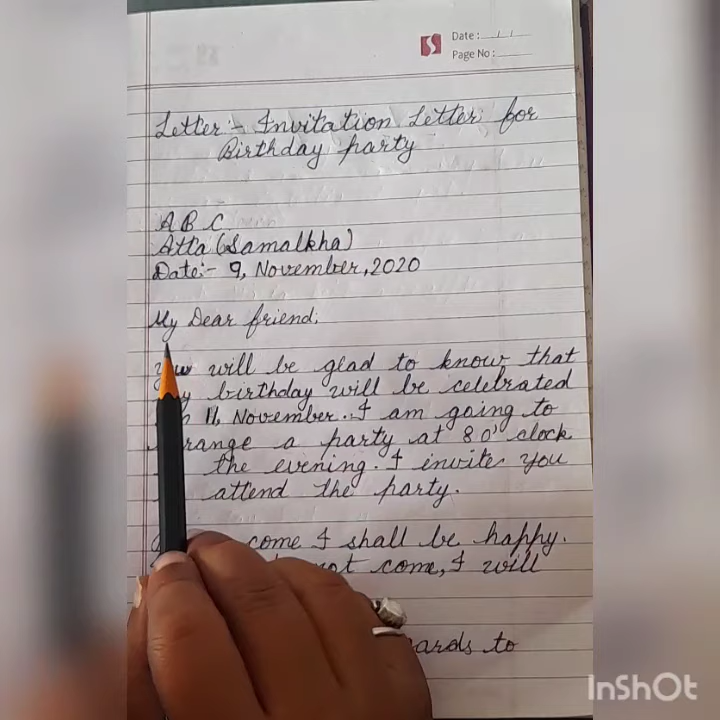 Date: / /
Page No:
Letter:- Invitation Letter for
Birthday party
A B C
Atta (Samalkha)
Date:- 9, November, 2020
My Dear friend,
You will be glad to know that
birthday will be celebrated
11, November. I am going to
a party at 8 O' clock
the evening. I invite you
attend the party.
come I shall be happy.
not come, I will
to
InShOt